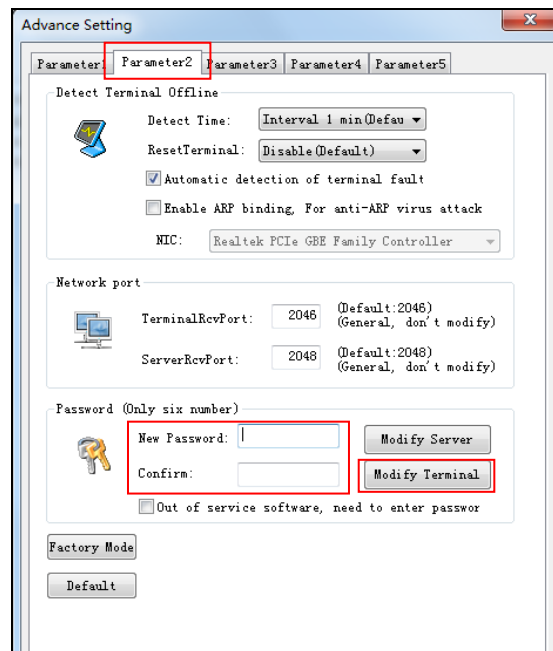 Advance Setting
x
Parameter1 Parameter2 Parameter3 Parameter4 Parameter5
Detect Terminal Offline
Detect Time: Interval 1 min(Defau
ResetTerminal: Disable(Default)
Automatic detection of terminal fault
Enable ARP binding, For anti-ARP virus attack
NIC: Realtek PCIe GBE Family Controller
Network port
TerminalRcvPort: 2046 (Default:2046)
(General, don't modify)
ServerRcvPort: 2048 (Default:2048)
(General, don't modify)
Password (Only six number)
New Password: Modify Server
Confirm: Modify Terminal
Out of service software, need to enter passwor
Factory Mode
Default